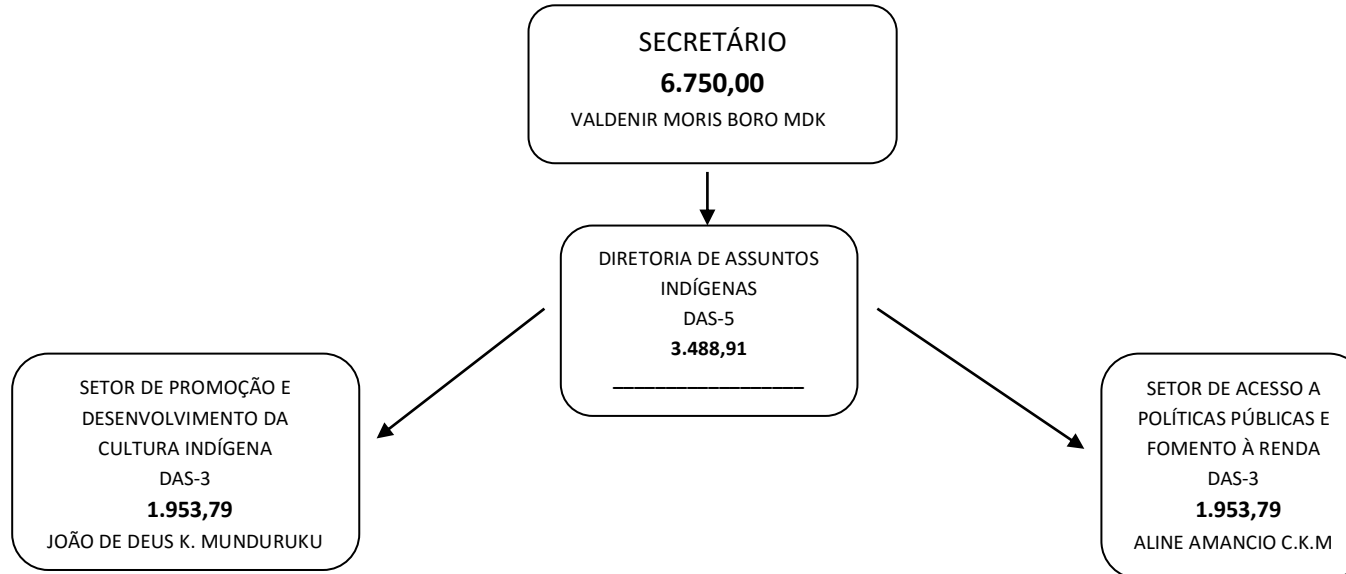 SECRETÁRIO
6.750,00
VALDENIR MORIS BORO MDK
DIRETORIA DE ASSUNTOS
INDÍGENAS
DAS-5
3.488,91
SETOR DE PROMOÇÃO E
DESENVOLVIMENTO DA
CULTURA INDÍGENA
DAS-3
1.953,79
JOÃO DE DEUS K. MUNDURUKU
SETOR DE ACESSO A
POLÍTICAS PÚBLICAS E
FOMENTO À RENDA
DAS-3
1.953,79
ALINE AMANCIO C.K.M